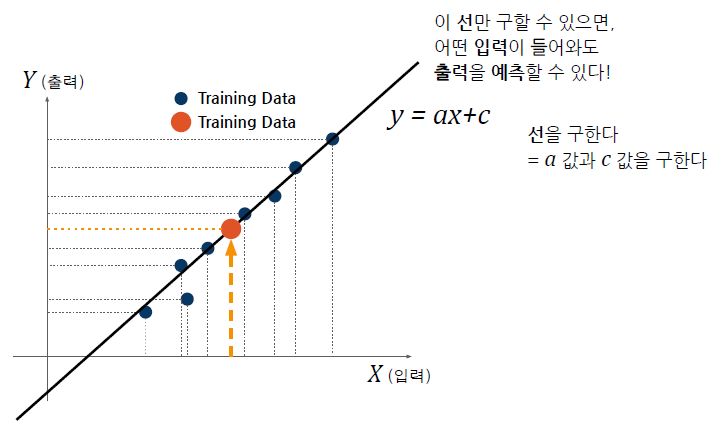 이 선만 구할 수 있으면,
어떤 입력이 들어와도
출력을 예측할 수 있다!
Y (출력)
Training Data
Training Data
y = ax+c
선을 구한다
= a 값과 c 값을 구한다
X (입력)